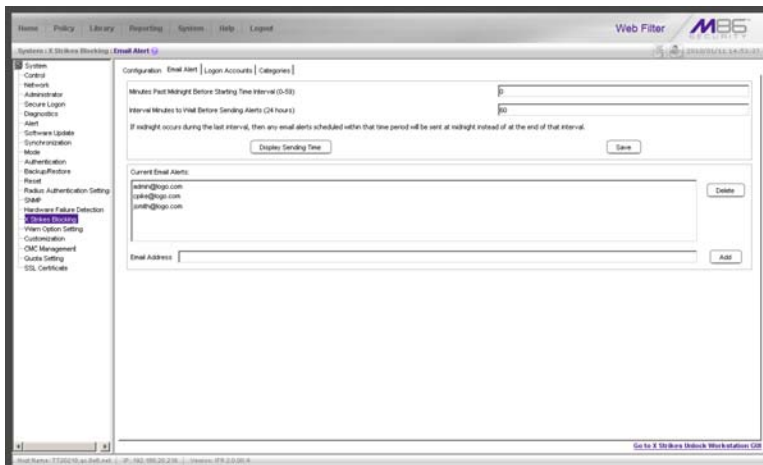 Home Policy Library Reporting System Help Logout
Web Filter
M86 SECURITY
System : X Strikes Blocking : Email Alert
System
Control
Network
Administrator
Secure Logon
Diagnostics
Alert
Software Update
Synchronization
Mode
Authentication
Backup/Restore
Reset
Radius Authentication Setting
SNMP
Hardware Failure Detection
X Strikes Blocking
Warn Option Setting
Customization
CMC Management
Quota Setting
SSL Certificate
Configuration Email Alert Logon Accounts Categories
Minutes Past Midnight Before Starting Time Interval (0-59) 0
Interval Minutes to Wait Before Sending Alerts (24 hours) 60
If midnight occurs during the last interval, then any email alerts scheduled within that time period will be sent at midnight instead of at the end of that interval.
Display Sending Time Save
Current Email Alerts:
admin@logo.com
cpike@logo.com
jsmith@logo.com
Delete
Email Address Add
Go to X Strikes Unlock Workstation GUI
Host Name: IP: Version: